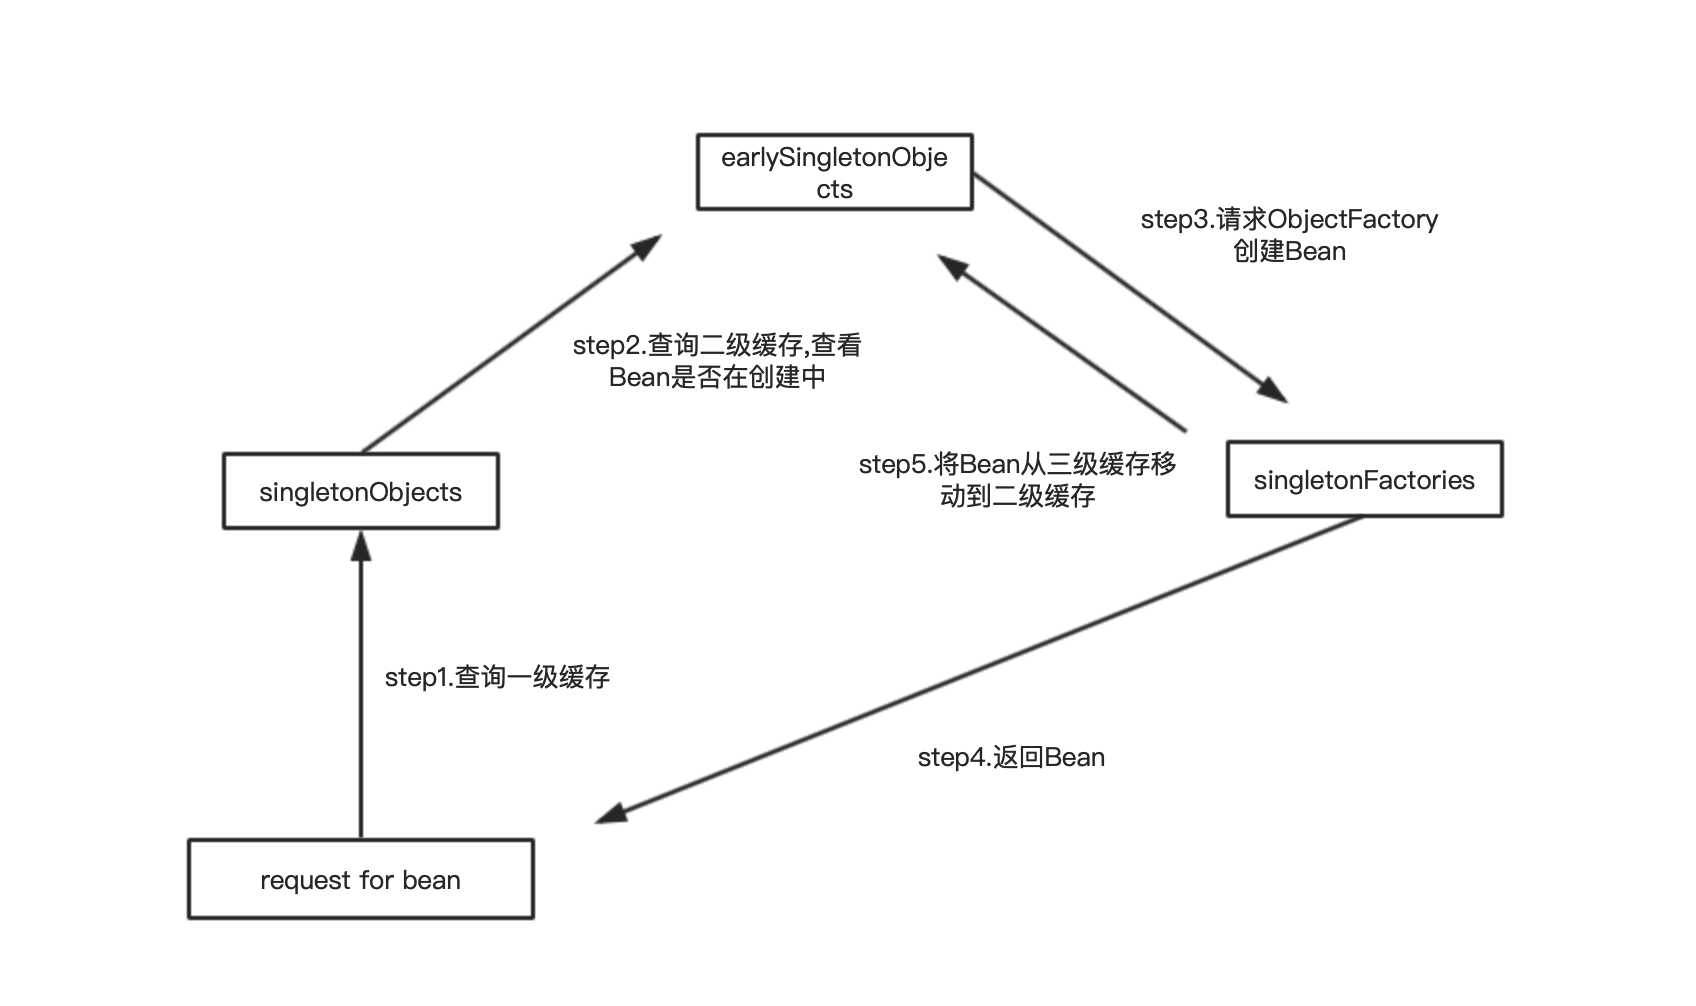 earlySingletonObje
cts
step3.请求ObjectFactory
创建Bean
step2.查询二级缓存,查看
Bean是否在创建中
step5.将Bean从三级缓存移
动到二级缓存
singletonFactories
singletonObjects
step1.查询一级缓存
step4.返回Bean
request for bean